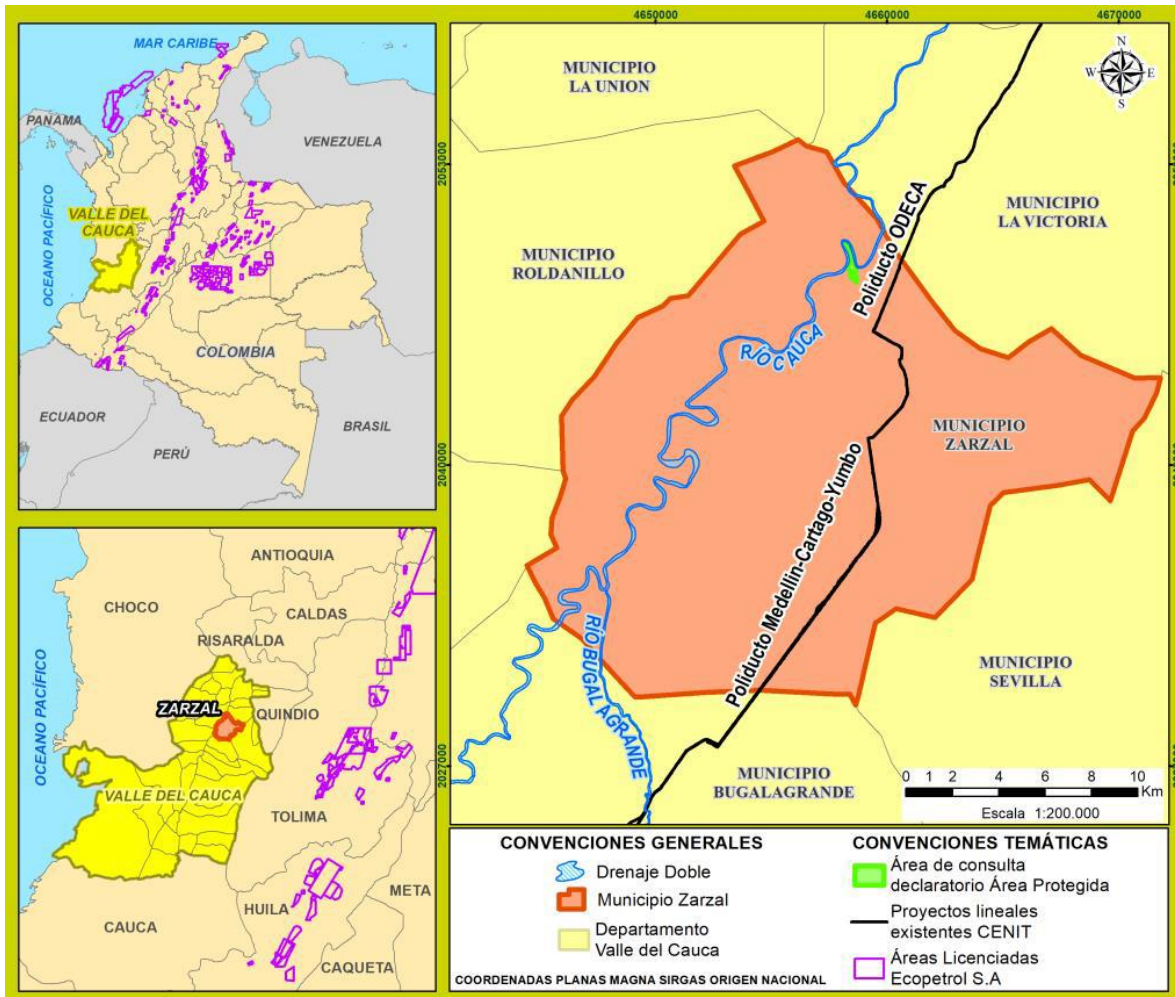 MAR CARIBE
PANAMA
VENEZUELA
OCEANO PACÍFICO
VALLE DEL
CAUCA
COLOMBIA
ECUADOR
PERÚ
BRASIL
ANTIOQUIA
CHOCO
CALDAS
RISARALDA
OCEANO PACÍFICO
ZARZAL
QUINDIO
VALLE DEL CAUCA
TOLIMA
META
HUILA
CAUCA
CAQUETA
4650000
4660000
4670000
2053000
2040000
2027000
N
W
E
S
MUNICIPIO
LA UNION
MUNICIPIO
LA VICTORIA
MUNICIPIO
ROLDANILLO
Poliducto ODECA
RÍO CAUCA
MUNICIPIO
ZARZAL
Poliducto Medellin-Cartago-Yumbo
RÍO BUGALAGRANDE
MUNICIPIO
SEVILLA
MUNICIPIO
BUGALAGRANDE
0 1 2 4 6 8 10
Km
Escala 1:200.000
CONVENCIONES GENERALES
Drenaje Doble
Municipio Zarzal
Departamento
Valle del Cauca
COORDENADAS PLANAS MAGNA SIRGAS ORIGEN NACIONAL
CONVENCIONES TEMÁTICAS
Área de consulta
declaratorio Área Protegida
Proyectos lineales
existentes CENIT
Áreas Licenciadas
Ecopetrol S.A